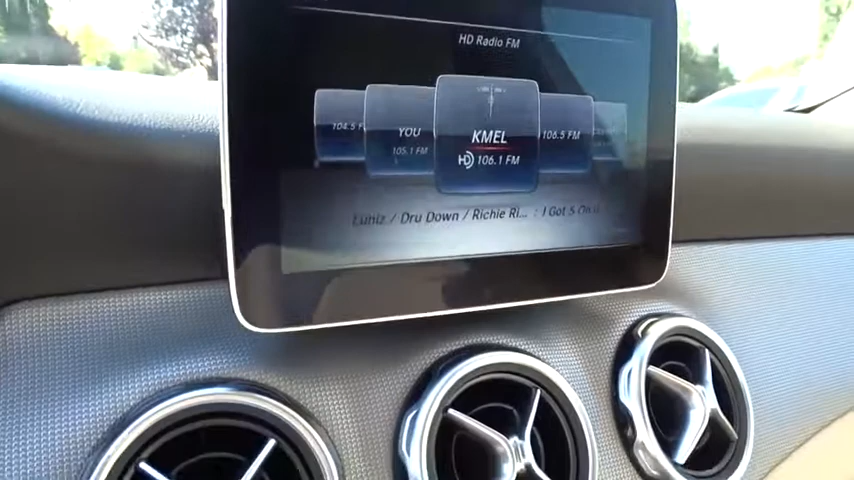 HD Radio FM
104.5 F
YOU
105.1 FM
KMEL
HD 106.1 FM
106.5 FM
Luniz / Dru Down / Richie Ri... : I Got 5 On